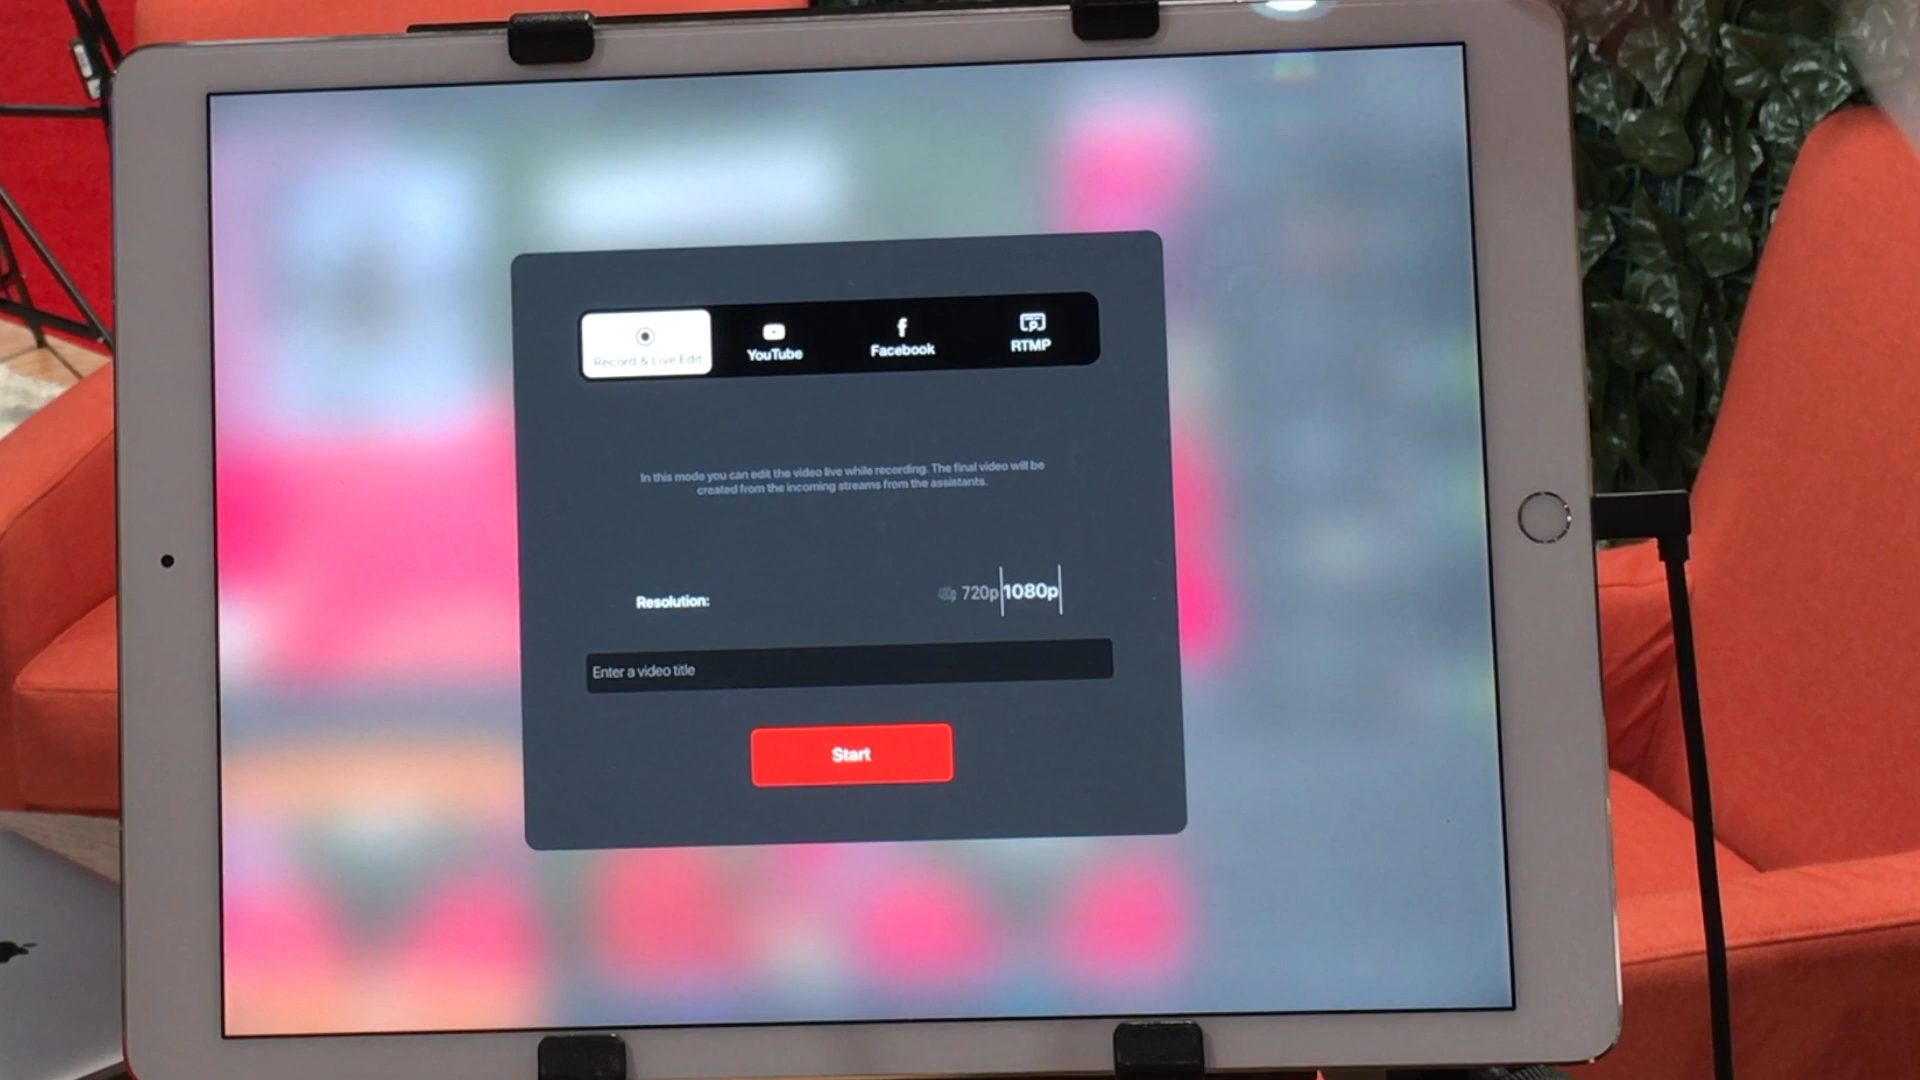 Record & Live Edit
YouTube
Facebook
RTMP
In this mode you can edit the video live while recording. The final video will be
created from the incoming streams from the assistants.
Resolution:
480p 720p 1080p
Enter a video title
Start